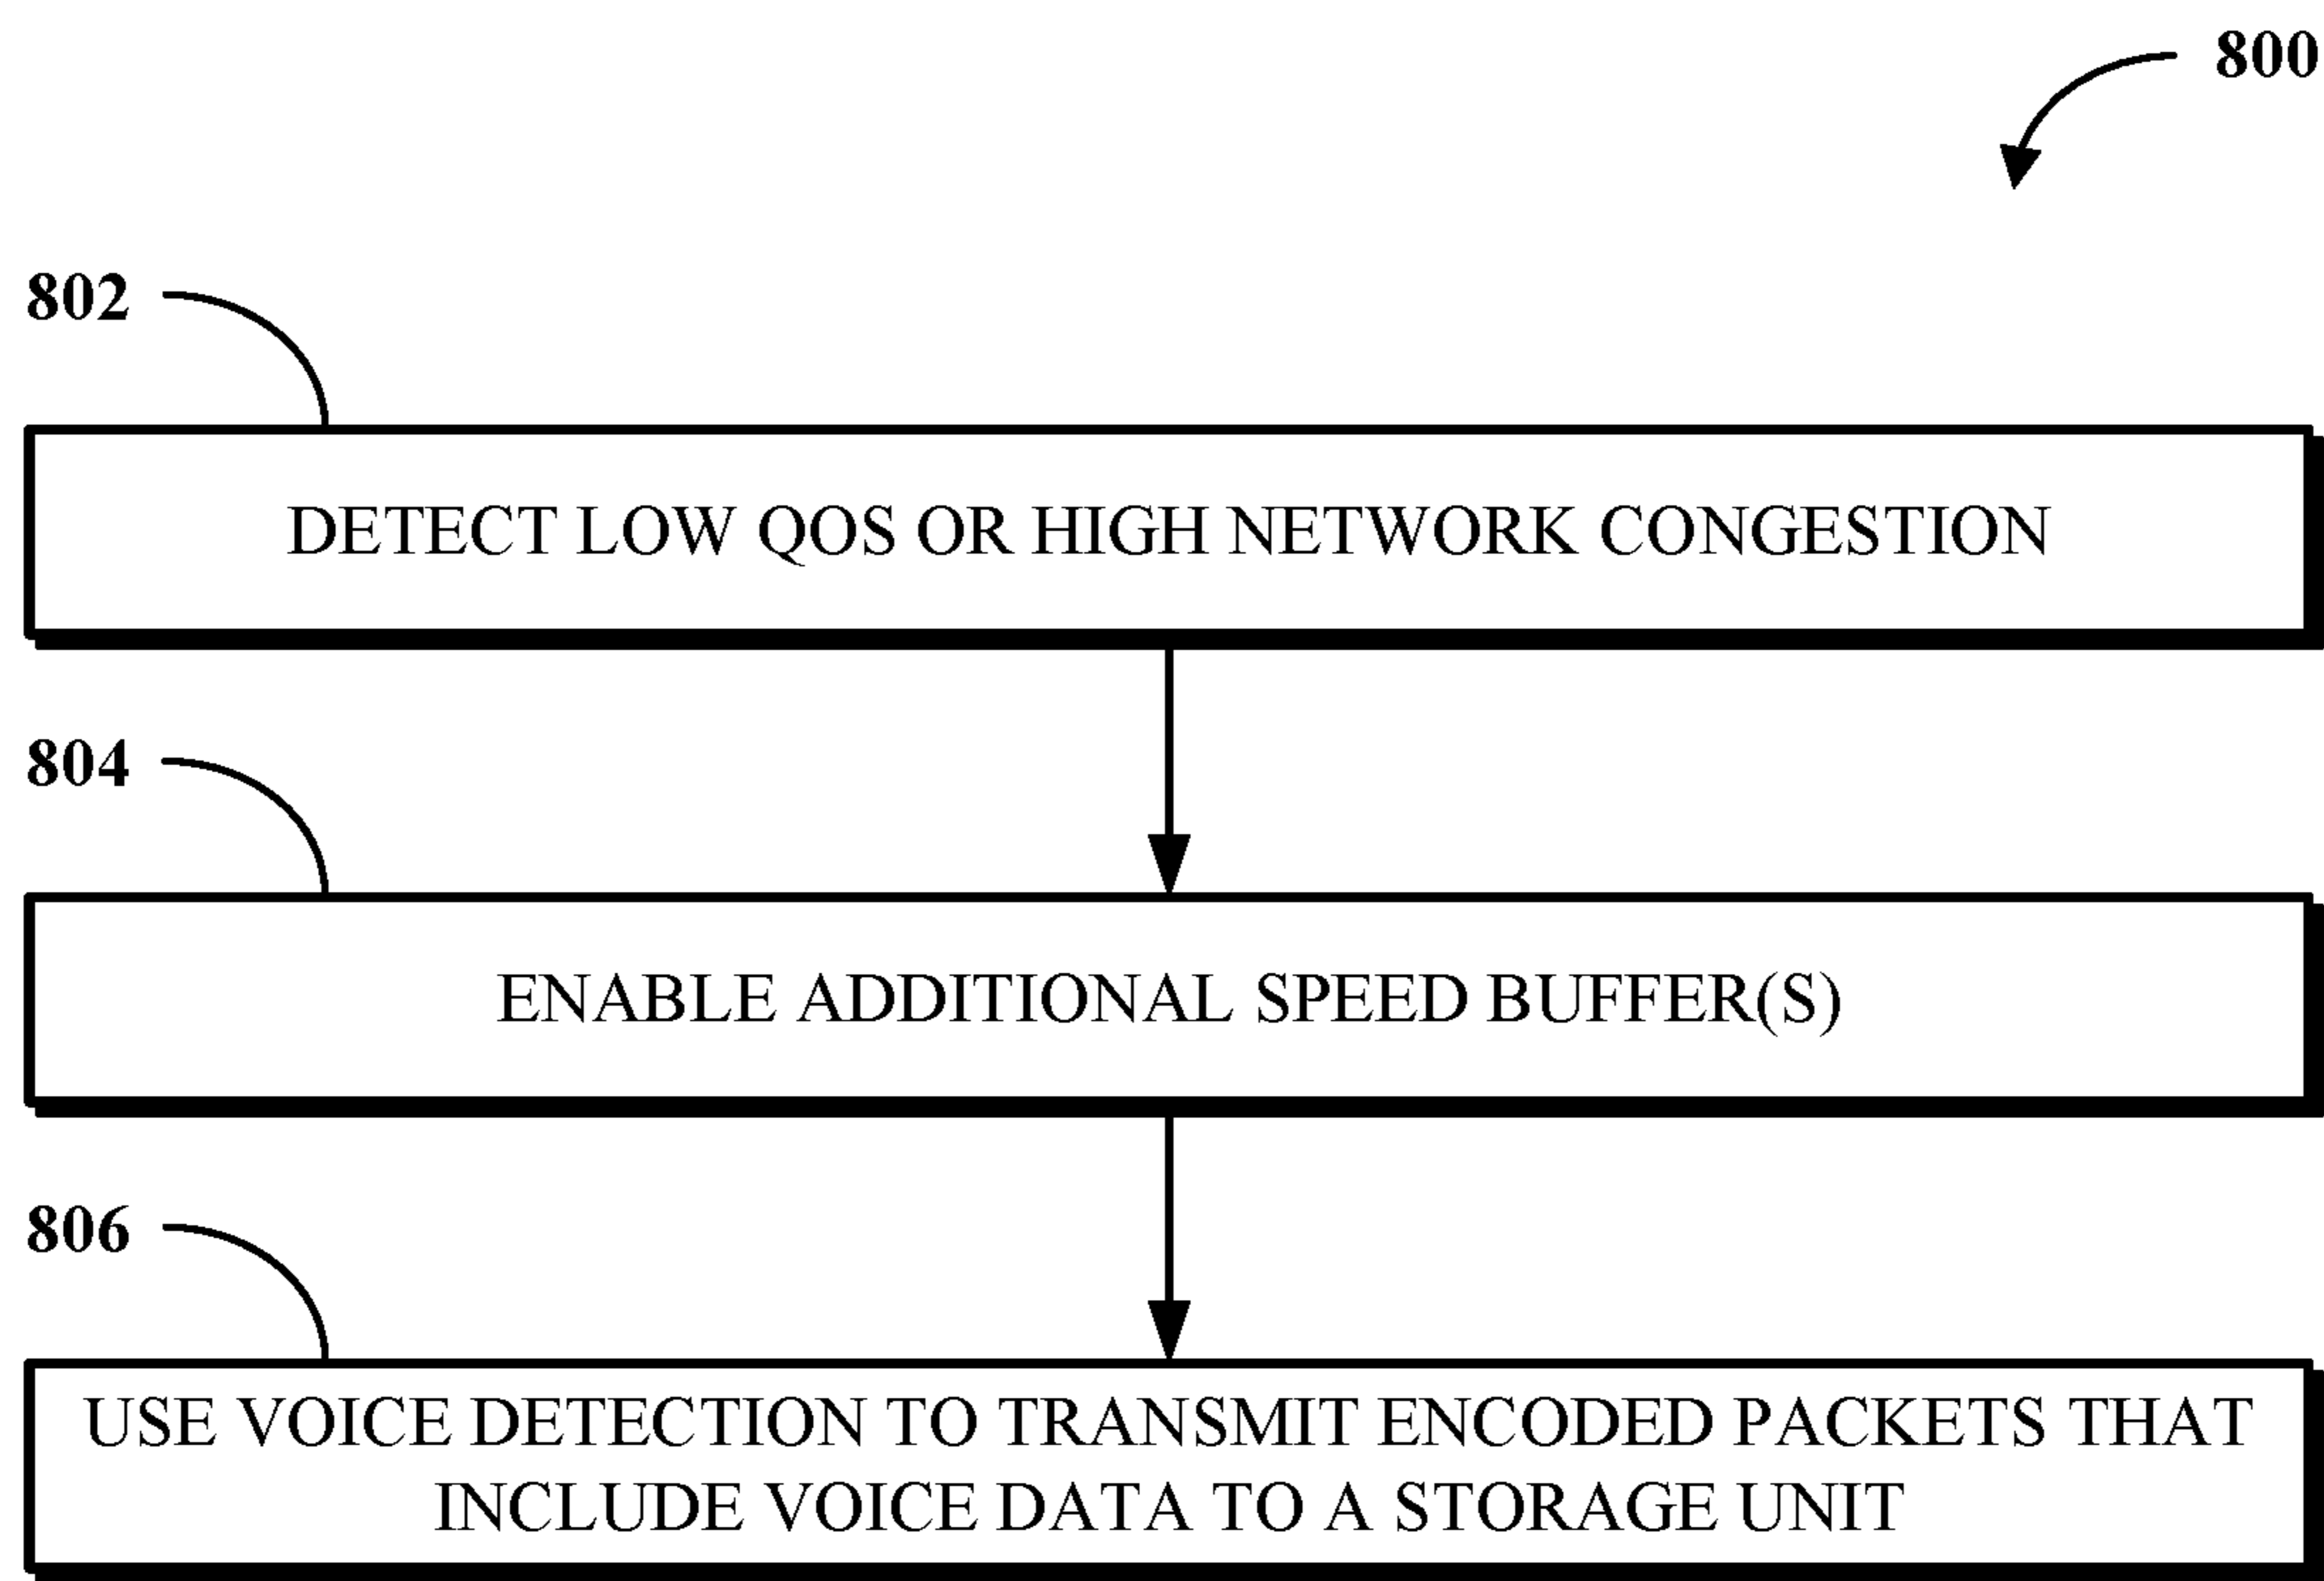 800
802
DETECT LOW QOS OR HIGH NETWORK CONGESTION
804
ENABLE ADDITIONAL SPEED BUFFER(S)
806
USE VOICE DETECTION TO TRANSMIT ENCODED PACKETS THAT
INCLUDE VOICE DATA TO A STORAGE UNIT